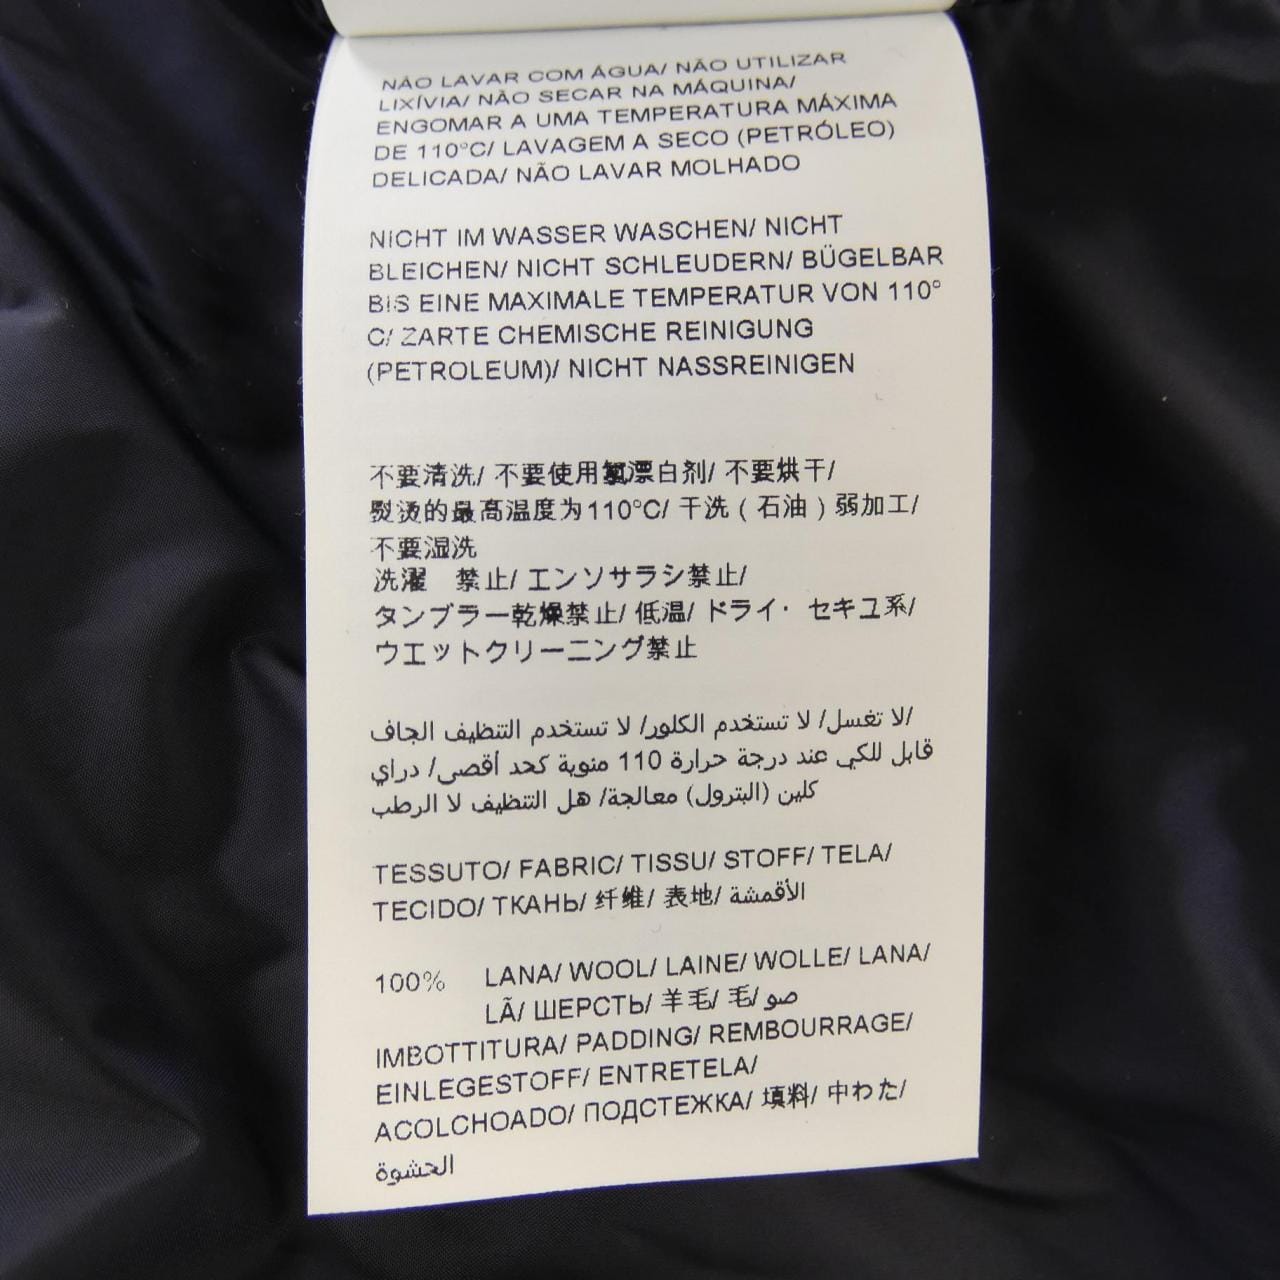 NÃO LAVAR COM ÁGUA/ NÃO UTILIZAR
LIXÍVIA/ NÃO SECAR NA MÁQUINA/
ENGOMAR A UMA TEMPERATURA MÁXIMA
DE 110°C/ LAVAGEM A SECO (PETRÓLEO)
DELICADA/ NÃO LAVAR MOLHADO
NICHT IM WASSER WASCHEN/ NICHT
BLEICHEN/ NICHT SCHLEUDERN/ BÜGELBAR
BIS EINE MAXIMALE TEMPERATUR VON 110°
C/ ZARTE CHEMISCHE REINIGUNG
(PETROLEUM)/ NICHT NASSREINIGEN
不要清洗/ 不要使用氯漂白剂/ 不要烘干/
熨烫的最高温度为110°C/ 干洗（石油）弱加工/
不要湿洗
洗濯　禁止/ エンソサラシ禁止/
タンブラー乾燥禁止/ 低温/ ドライ・ セキユ系/
ウエットクリーニング禁止
لا تغسل/ لا تستخدم الكلور/ لا تستخدم التنظيف الجاف/
قابل للكي عند درجة حرارة 110 منوية كحد أقصى/ دراي
كلين (البترول) معالجة/ هل التنظيف لا الرطب
TESSUTO/ FABRIC/ TISSU/ STOFF/ TELA/
TECIDO/ ТКАНЬ/ 纤维/ 表地/ الأقمشة
100% LANA/ WOOL/ LAINE/ WOLLE/ LANA/
LÃ/ ШЕРСТЬ/ 羊毛/ 毛/ صو
IMBOTTITURA/ PADDING/ REMBOURRAGE/
EINLEGESTOFF/ ENTRETELA/
ACOLCHOADO/ ПОДСТЕЖКА/ 填料/ 中わた/
الحشوة